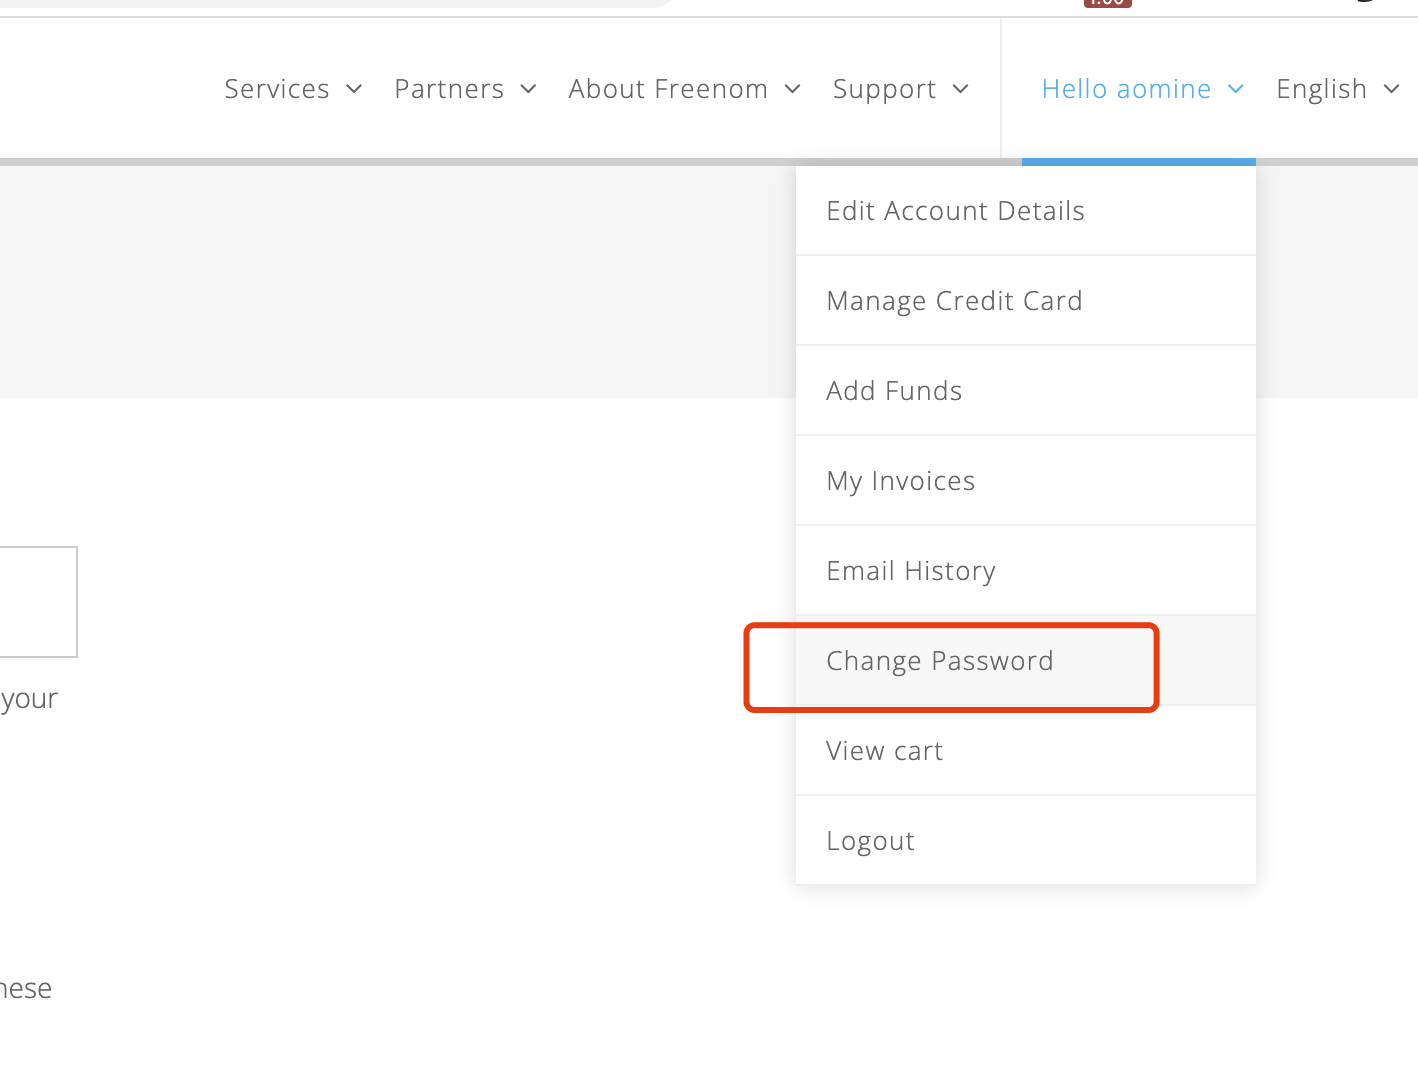 Services Partners About Freenom Support Hello aomine English
Edit Account Details
Manage Credit Card
Add Funds
My Invoices
Email History
Change Password
your
View cart
Logout